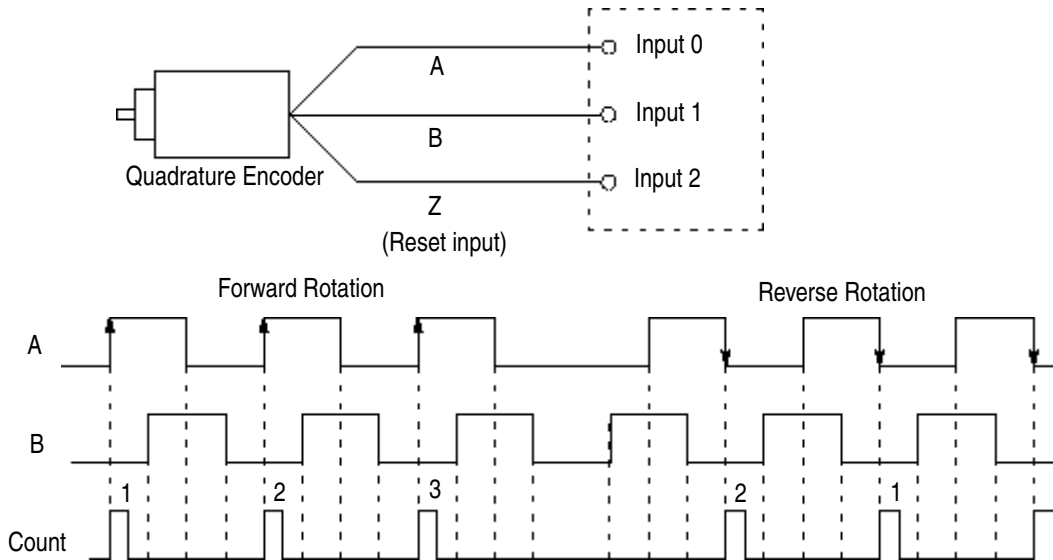 Input 0
A
Input 1
B
Quadrature Encoder
Input 2
Z
(Reset input)
Forward Rotation
Reverse Rotation
A
B
1 2 3 2 1
Count